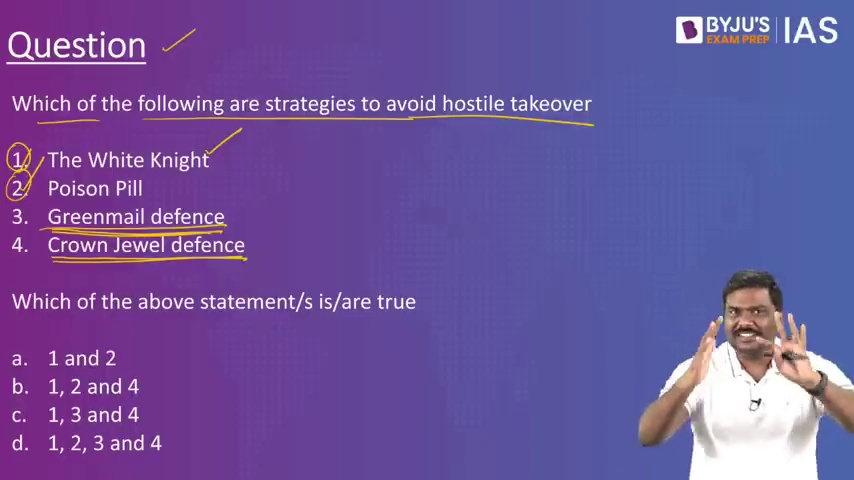 Question
BYJU'S
EXAM PREP
IAS
Which of the following are strategies to avoid hostile takeover
1. The White Knight
2. Poison Pill
3. Greenmail defence
4. Crown Jewel defence
Which of the above statement/s is/are true
a. 1 and 2
b. 1, 2 and 4
c. 1, 3 and 4
d. 1, 2, 3 and 4